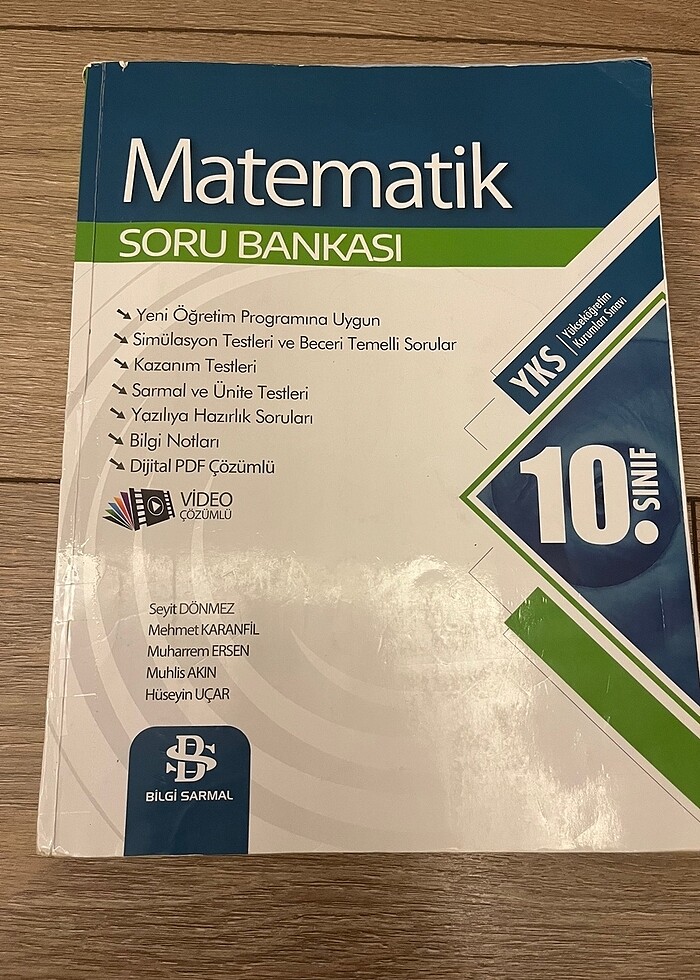 Matematik
SORU BANKASI
Yeni Öğretim Programına Uygun
Simülasyon Testleri ve Beceri Temelli Sorular
Kazanım Testleri
Sarmal ve Ünite Testleri
Yazılıya Hazırlık Soruları
Bilgi Notları
Dijital PDF Çözümlü
VİDEO
ÇÖZÜMLÜ
YKS
Yükseköğretim
Kurumları Sınavı
10.
SINIF
Seyit DÖNMEZ
Mehmet KARANFİL
Muharrem ERSEN
Muhlis AKIN
Hüseyin UÇAR
BİLGİ SARMAL